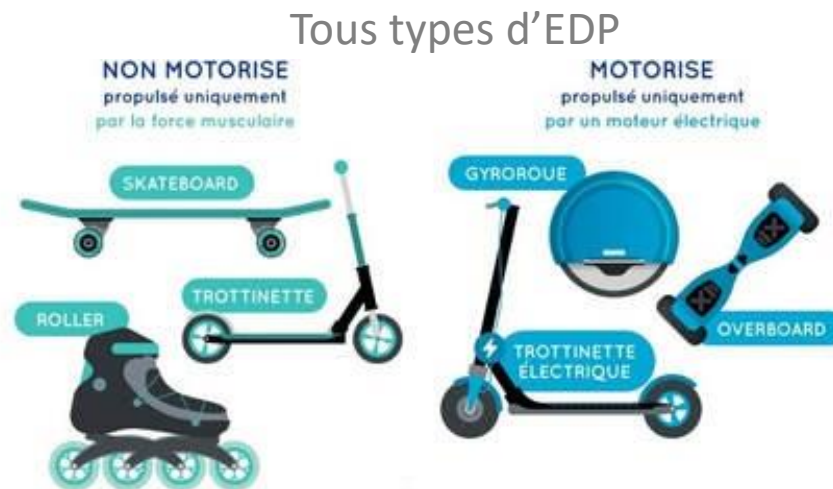 Tous types d’EDP
NON MOTORISE
propulsé uniquement
par la force musculaire
SKATEBOARD
TROTTINETTE
ROLLER
MOTORISE
propulsé uniquement
par un moteur électrique
GYROROUE
OVERBOARD
TROTTINETTE
ÉLECTRIQUE